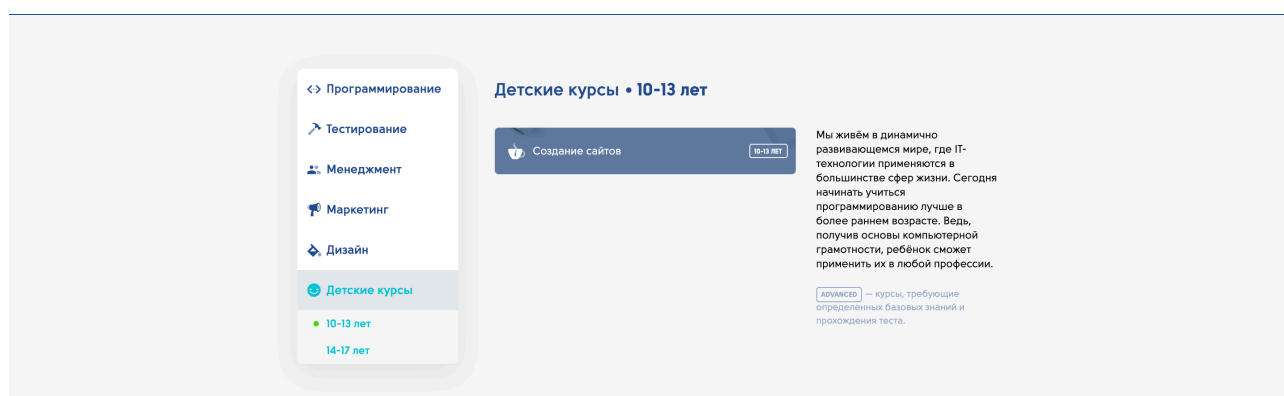 Программирование
Тестирование
Менеджмент
Маркетинг
Дизайн
Детские курсы
10-13 лет
14-17 лет
Детские курсы • 10-13 лет
Создание сайтов
10-13 ЛЕТ
Мы живём в динамично
развивающемся мире, где IT-
технологии применяются в
большинстве сфер жизни. Сегодня
начинать учиться
программированию лучше в
более раннем возрасте. Ведь,
получив основы компьютерной
грамотности, ребёнок сможет
применить их в любой профессии.
ADVANCED — курсы, требующие
определенных базовых знаний и
прохождения теста.